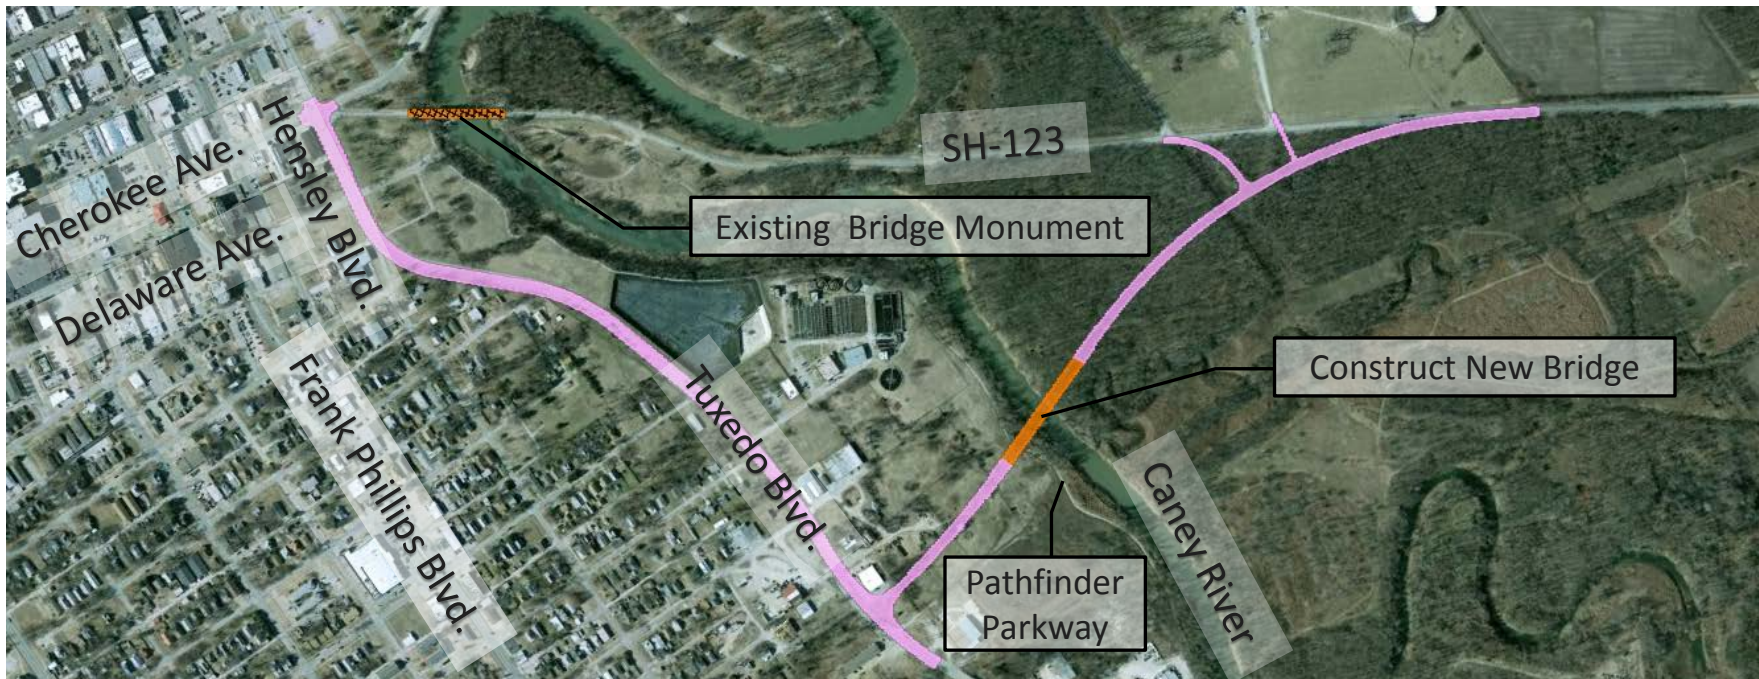 SH-123
Existing  Bridge Monument
Hensley Blvd.
Cherokee Ave.
Delaware Ave.
Frank Phillips Blvd.
Tuxedo Blvd.
Construct New Bridge
Pathfinder
Parkway
Caney River